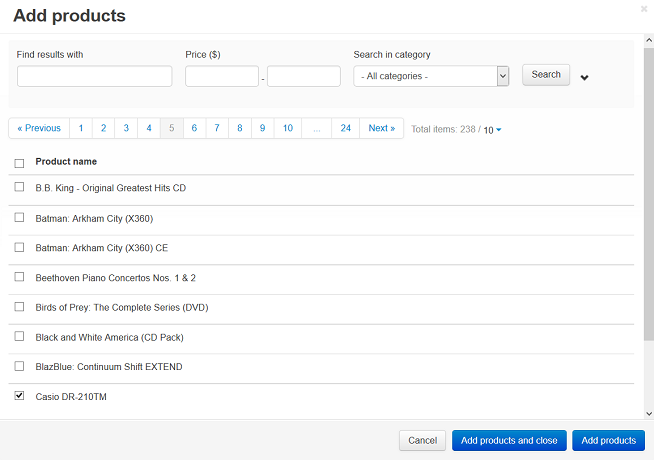 Add products
Find results with Price ($) Search in category
- - All categories - Search
« Previous 1 2 3 4 5 6 7 8 9 10 ... 24 Next » Total items: 238 / 10
Product name
B.B. King - Original Greatest Hits CD
Batman: Arkham City (X360)
Batman: Arkham City (X360) CE
Beethoven Piano Concertos Nos. 1 & 2
Birds of Prey: The Complete Series (DVD)
Black and White America (CD Pack)
BlazBlue: Continuum Shift EXTEND
Casio DR-210TM
Cancel Add products and close Add products